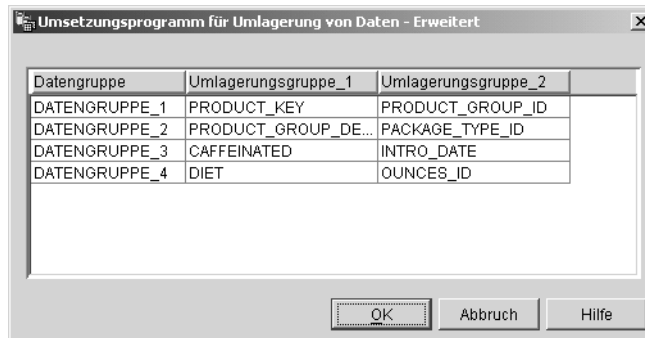 Umsetzungsprogramm für Umlagerung von Daten - Erweitert
Datengruppe Umlagerungsgruppe_1 Umlagerungsgruppe_2
DATENGRUPPE_1 PRODUCT_KEY PRODUCT_GROUP_ID
DATENGRUPPE_2 PRODUCT_GROUP_DE... PACKAGE_TYPE_ID
DATENGRUPPE_3 CAFFEINATED INTRO_DATE
DATENGRUPPE_4 DIET OUNCES_ID
OK Abbruch Hilfe